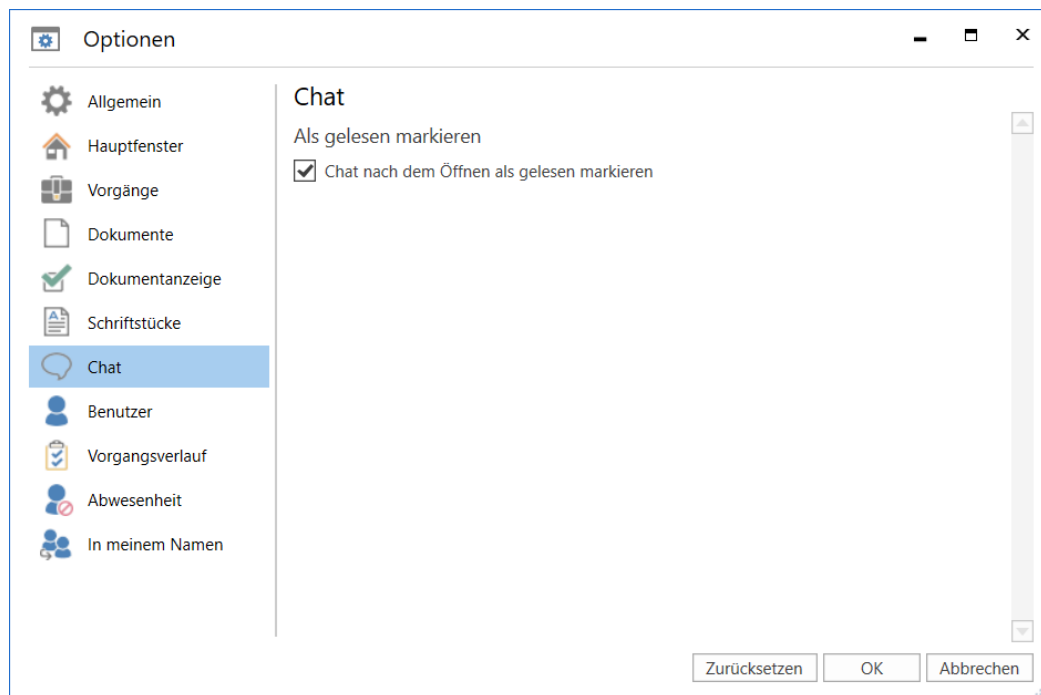 Optionen
Allgemein
Hauptfenster
Vorgänge
Dokumente
Dokumentanzeige
Schriftstücke
Chat
Benutzer
Vorgangsverlauf
Abwesenheit
In meinem Namen
Chat
Als gelesen markieren
Chat nach dem Öffnen als gelesen markieren
Zurücksetzen OK Abbrechen